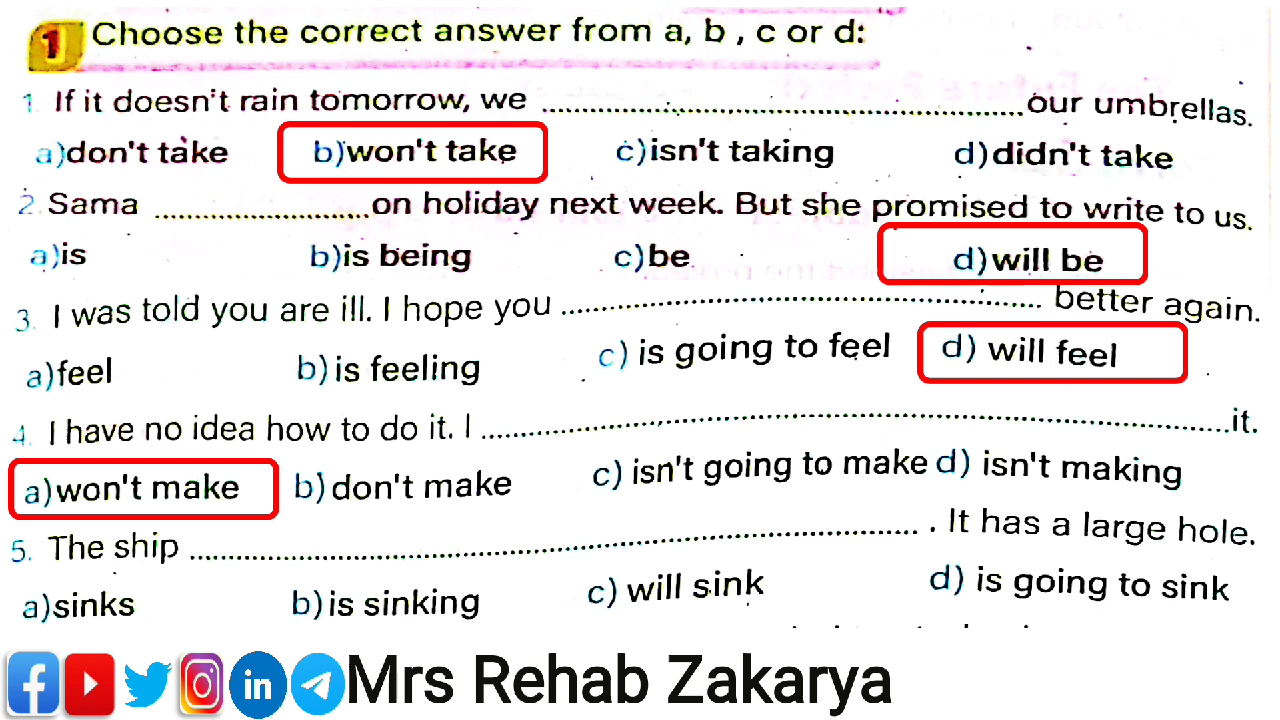 1 Choose the correct answer from a, b , c or d:
1. If it doesn't rain tomorrow, we ........................................ our umbrellas.
a)don't take b)won't take c)isn't taking d)didn't take
2. Sama ........................ on holiday next week. But she promised to write to us.
a)is b)is being c)be d)will be
3. I was told you are ill. I hope you ........................................ better again.
a)feel b)is feeling c) is going to feel d) will feel
4. I have no idea how to do it. I ............................................................ it.
a)won't make b)don't make c) isn't going to make d) isn't making
5. The ship ............................................................ . It has a large hole.
a)sinks b)is sinking c) will sink d) is going to sink
f in Mrs Rehab Zakarya